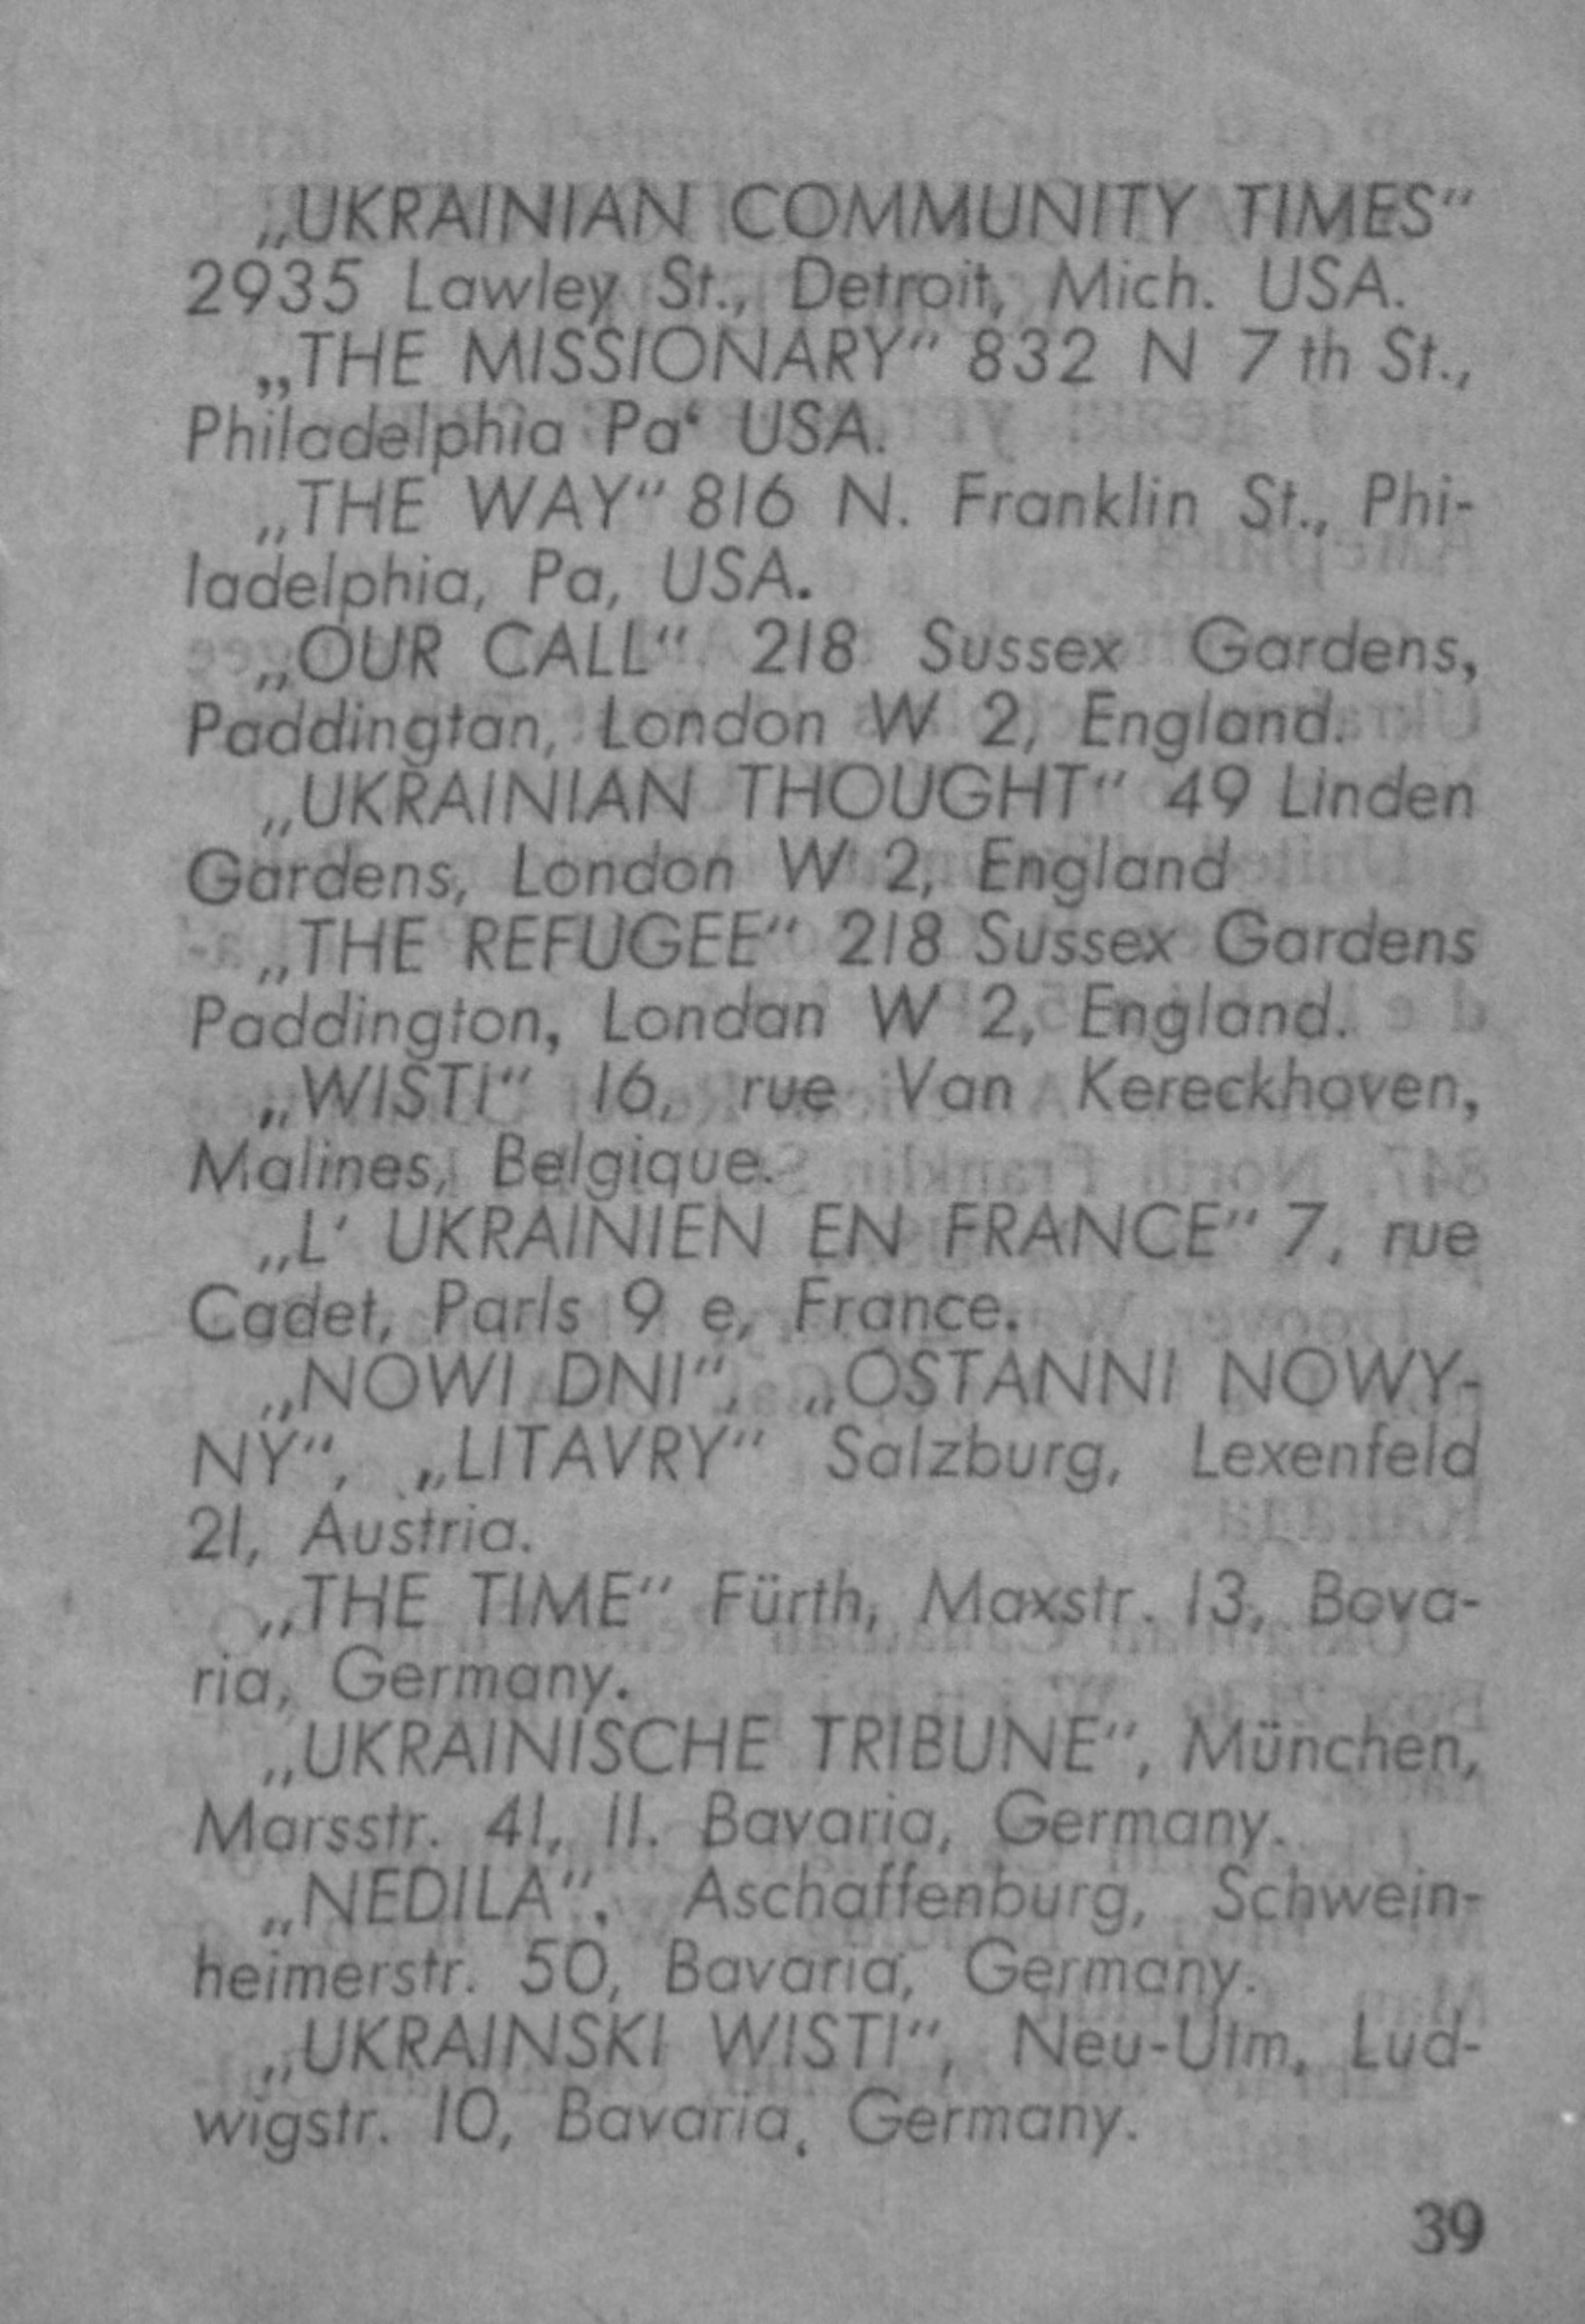 „UKRAINIAN COMMUNITY TIMES"
2935 Lawley St., Detroit, Mich. USA.
„THE MISSIONARY" 832 N 7 th St.,
Philadelphia Pa‘ USA.
„THE WAY" 816 N. Franklin St., Phi-
ladelphia, Pa, USA.
„OUR CALL" 218 Sussex Gardens,
Paddingtan, London W 2, England.
„UKRAINIAN THOUGHT" 49 Linden
Gardens, London W 2, England
„THE REFUGEE" 218 Sussex Gardens
Paddington, Londan W 2, England.
„WISTI" 16, rue Van Kereckhoven,
Malines, Belgique.
„L' UKRAINIEN EN FRANCE" 7, rue
Cadet, Paris 9 e, France.
„NOWI DNI", „OSTANNI NOWY-
NY", „LITAVRY" Salzburg, Lexenfeld
21, Austria.
„THE TIME" Fürth, Maxstr. 13, Bova-
ria, Germany.
„UKRAINISCHE TRIBUNE", München,
Marsstr. 41, II. Bavaria, Germany.
„NEDILA", Aschaffenburg, Schwein-
heimerstr. 50, Bavaria, Germany.
„UKRAINSKI WISTI", Neu-Ulm, Lud-
wigstr. 10, Bavaria, Germany.
39